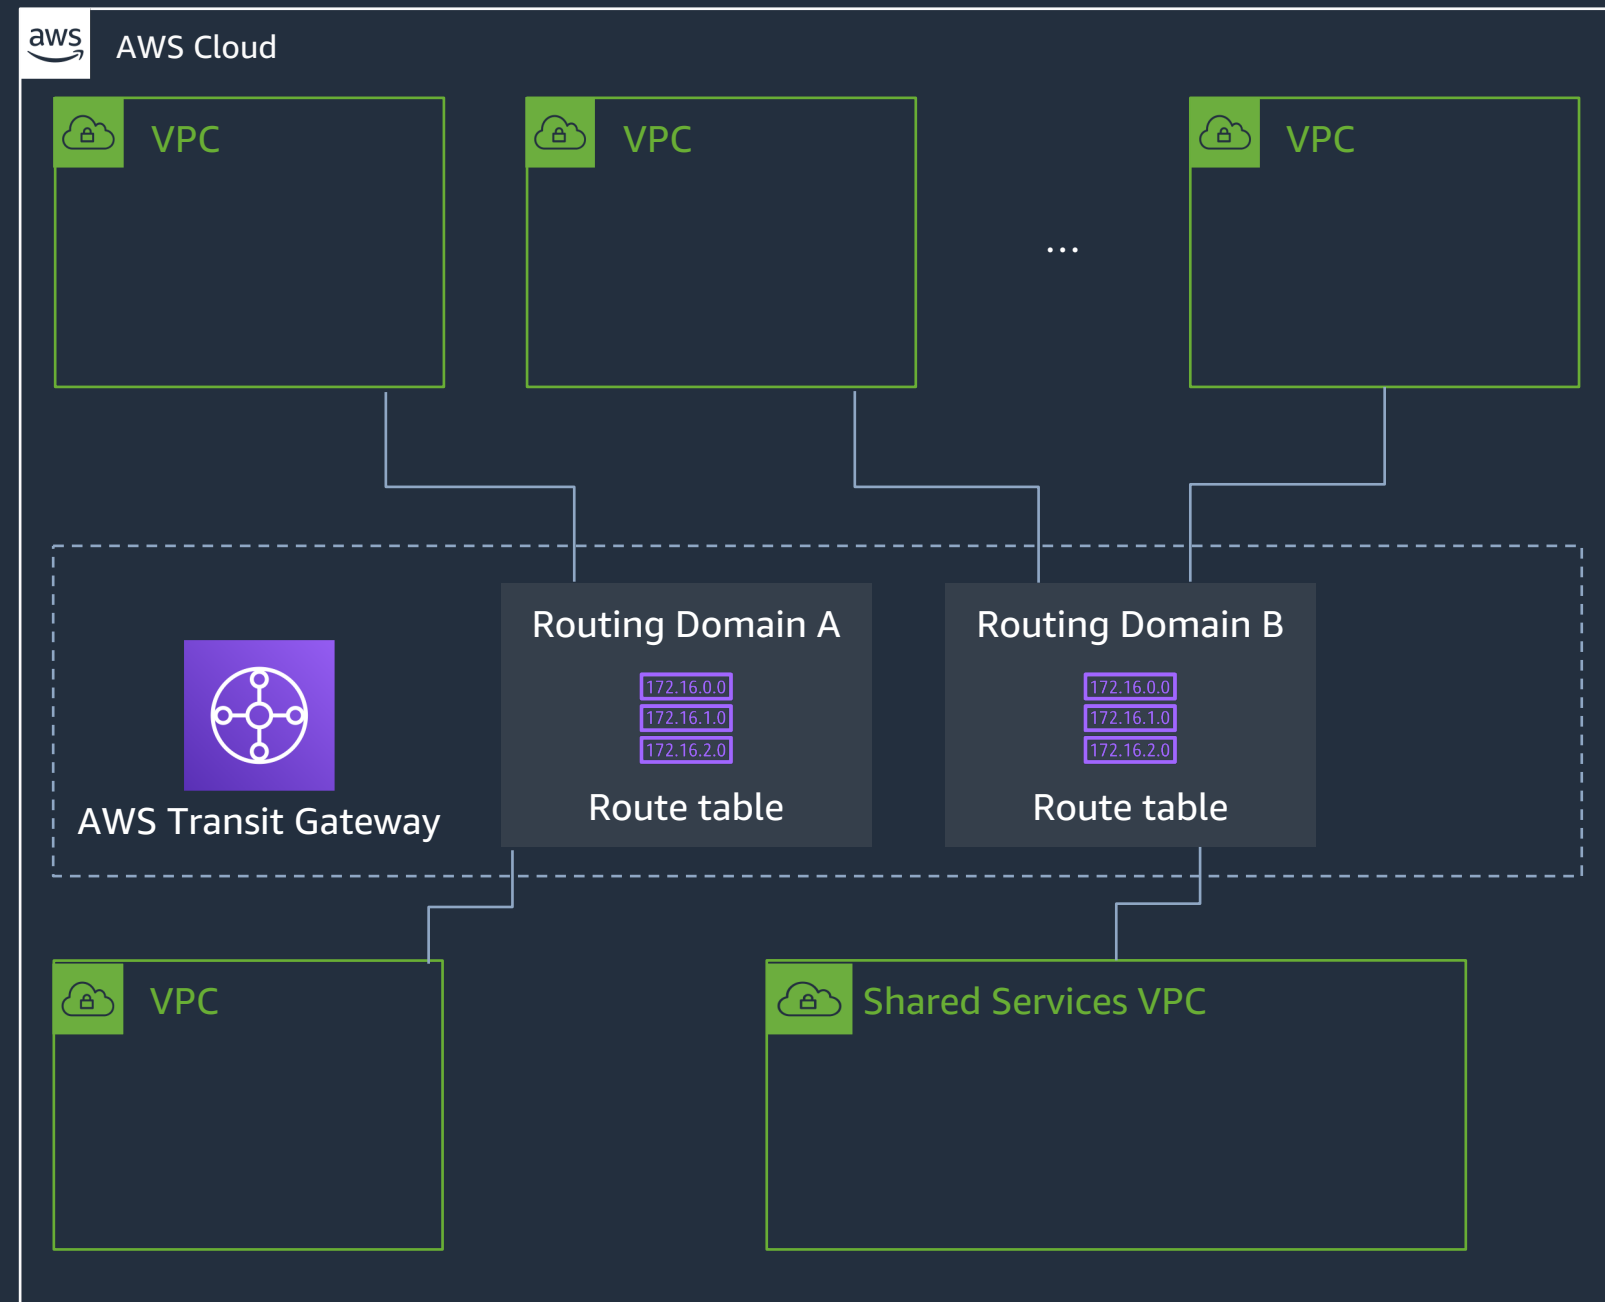 aws
AWS Cloud
VPC
VPC
VPC
...
Routing Domain A
172.16.0.0
172.16.1.0
172.16.2.0
Route table
Routing Domain B
172.16.0.0
172.16.1.0
172.16.2.0
Route table
AWS Transit Gateway
VPC
Shared Services VPC